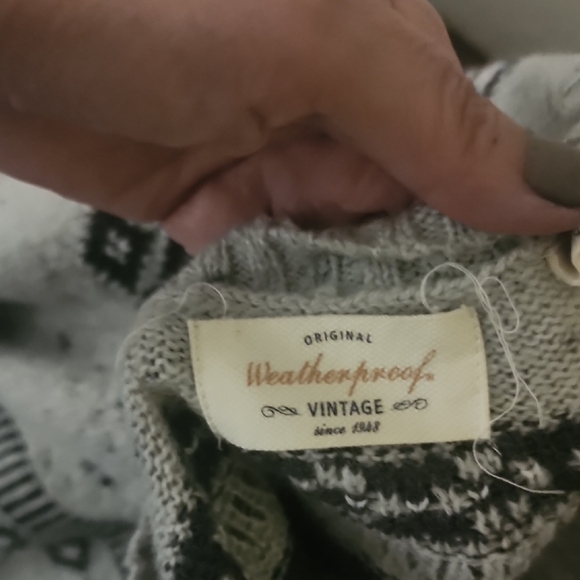 ORIGINAL
Weatherproof
VINTAGE
since 1948